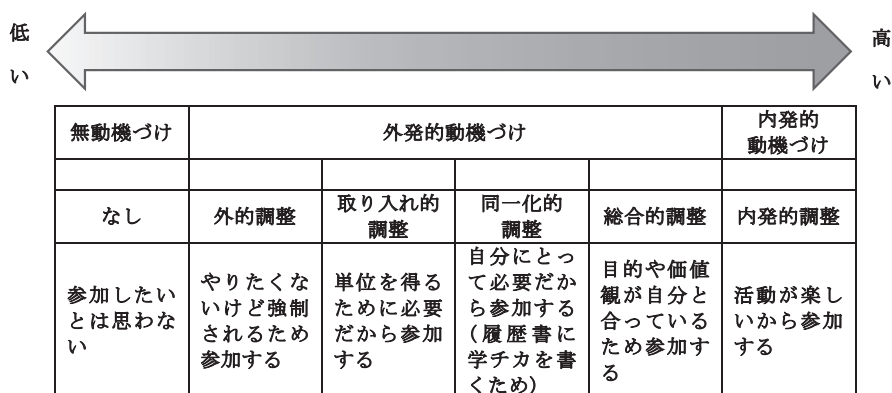 低い
高い
無動機づけ
外発的動機づけ
内発的
動機づけ
なし
外的調整
取り入れ的
調整
同一化的
調整
総合的調整
内発的調整
参加したい
とは思わな
い
やりたくな
いけど強制
されるため
参加する
単位を得る
ために必要
だから参加
する
自分にとっ
て必要だか
ら参加する
(履歴書に
学チカを書
くため)
目的や価値
観が自分と
合っている
ため参加す
る
活動が楽し
いから参加
する